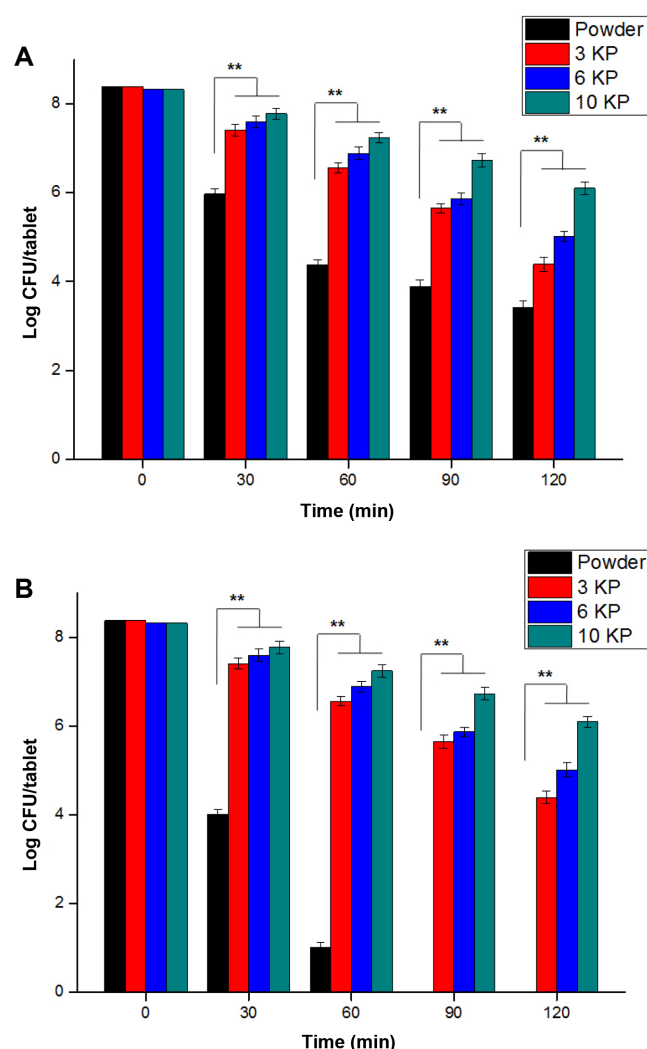 A
Powder
3 KP
6 KP
10 KP
Log CFU/tablet
8
6
4
2
0
**
**
**
**
0 30 60 90 120
Time (min)
B
Powder
3 KP
6 KP
10 KP
Log CFU/tablet
8
6
4
2
0
**
**
**
**
0 30 60 90 120
Time (min)